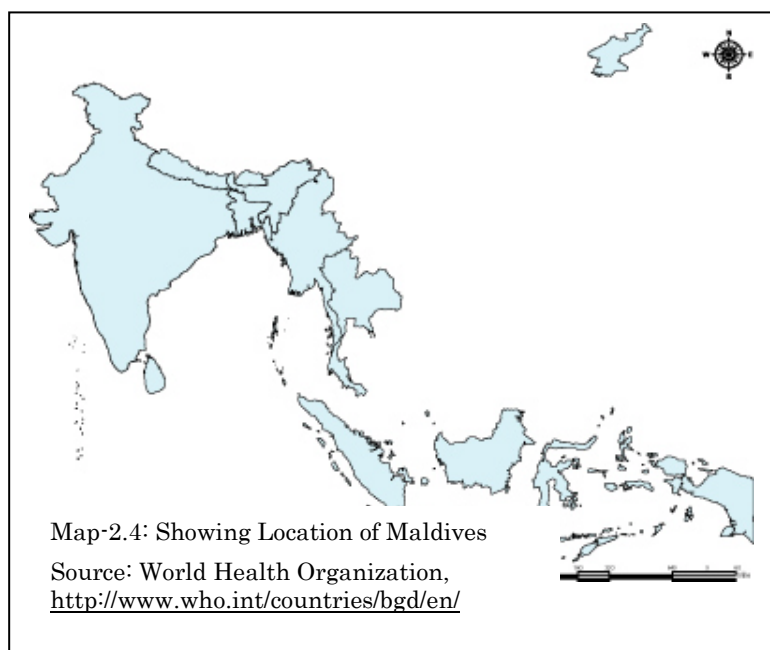 N
W E
S
Map-2.4: Showing Location of Maldives
Source: World Health Organization,
http://www.who.int/countries/bgd/en/